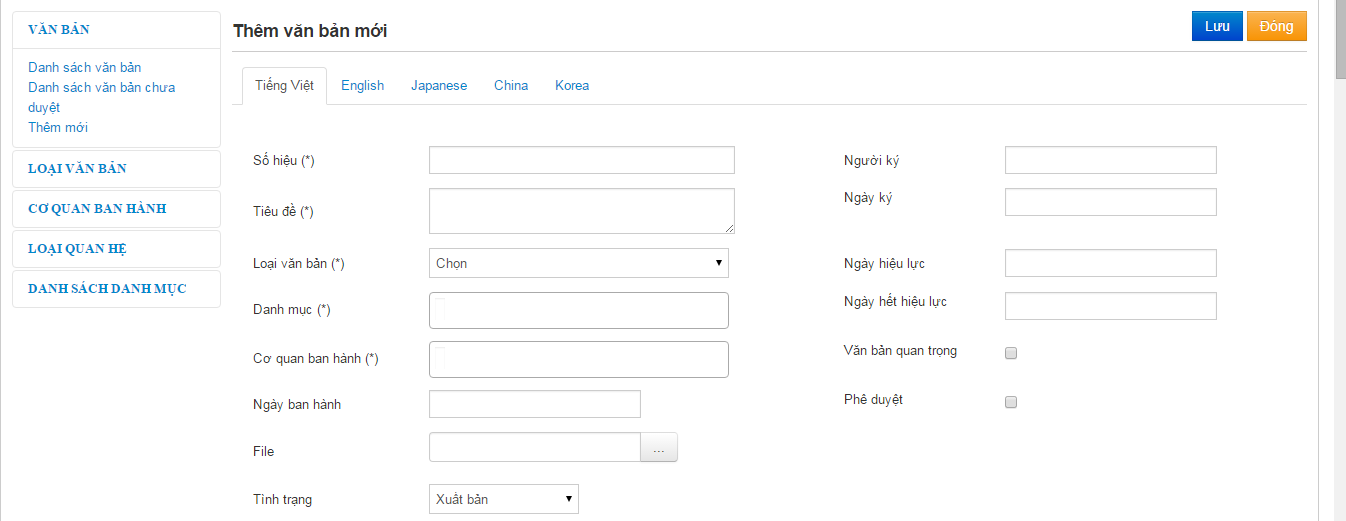 VĂN BẢN
Danh sách văn bản
Danh sách văn bản chưa
duyệt
Thêm mới
LOẠI VĂN BẢN
CƠ QUAN BAN HÀNH
LOẠI QUAN HỆ
DANH SÁCH DANH MỤC
Thêm văn bản mới
Lưu Đóng
Tiếng Việt English Japanese China Korea
Số hiệu (*)
Người ký
Tiêu đề (*)
Ngày ký
Loại văn bản (*) Chọn
Ngày hiệu lực
Danh mục (*)
Ngày hết hiệu lực
Cơ quan ban hành (*)
Văn bản quan trọng
Ngày ban hành
Phê duyệt
File ...
Tình trạng Xuất bản